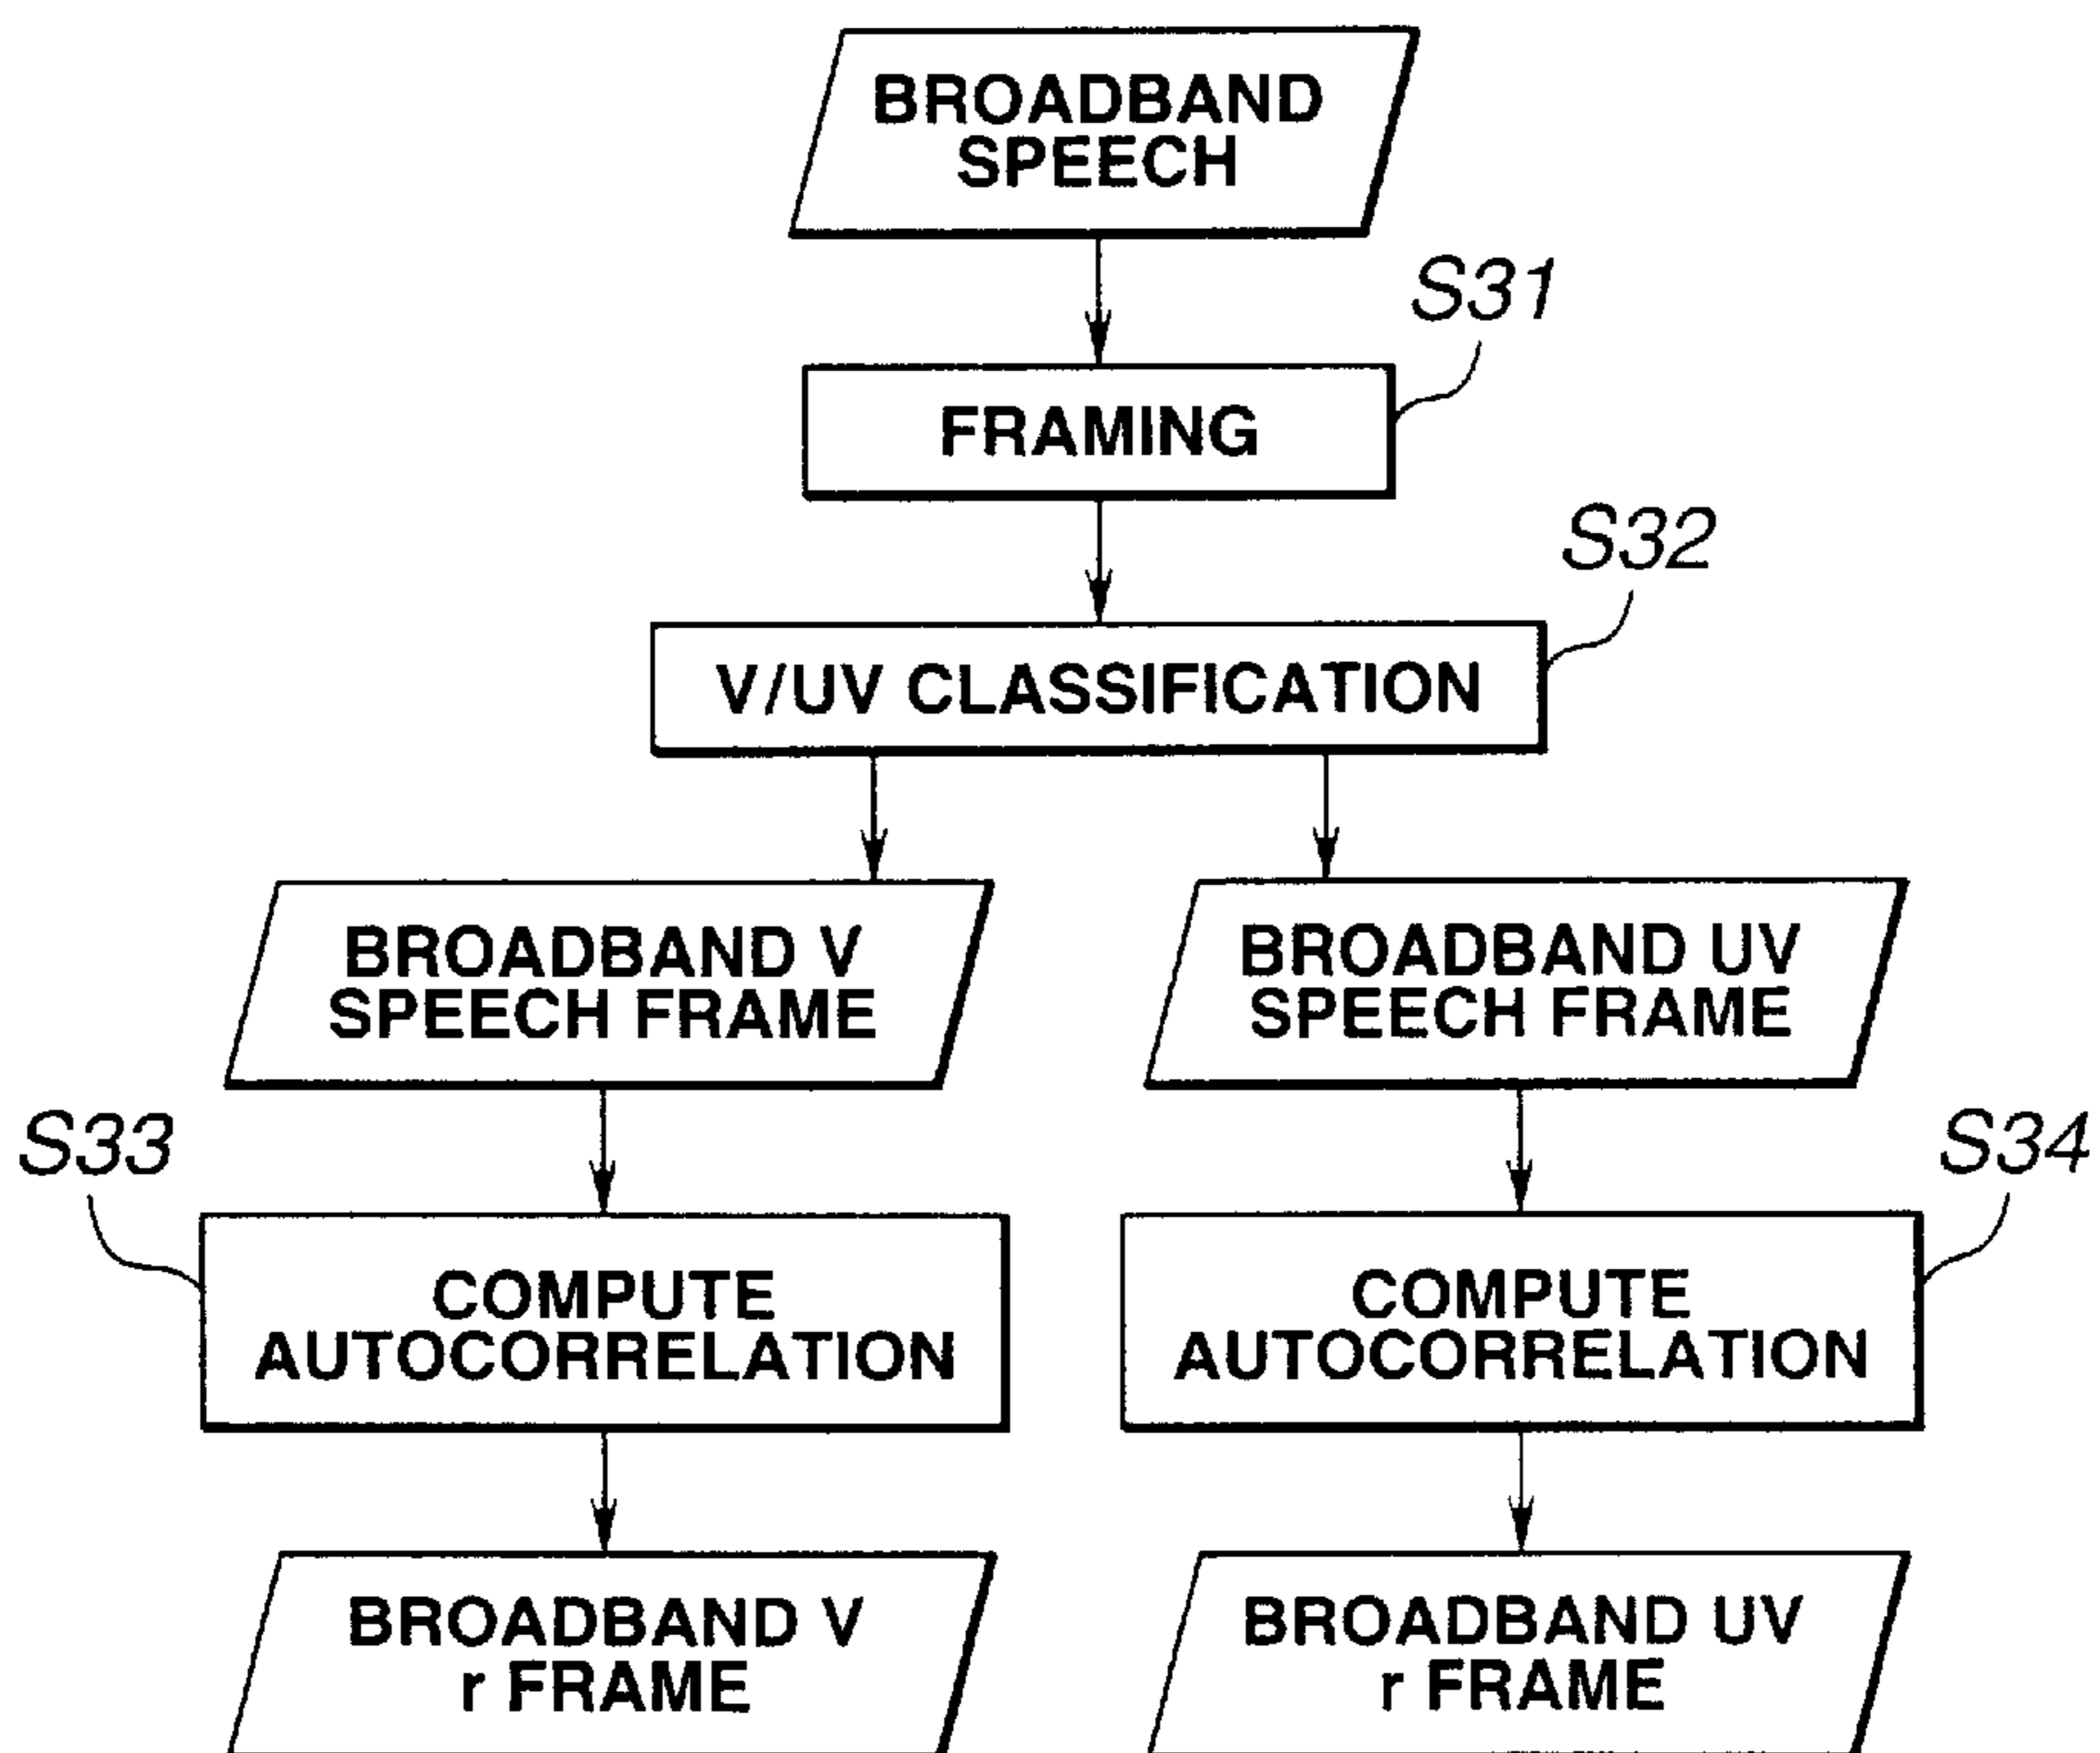 BROADBAND
SPEECH
S31
FRAMING
S32
V/UV CLASSIFICATION
BROADBAND V
SPEECH FRAME
BROADBAND UV
SPEECH FRAME
S33
S34
COMPUTE
AUTOCORRELATION
COMPUTE
AUTOCORRELATION
BROADBAND V
r FRAME
BROADBAND UV
r FRAME